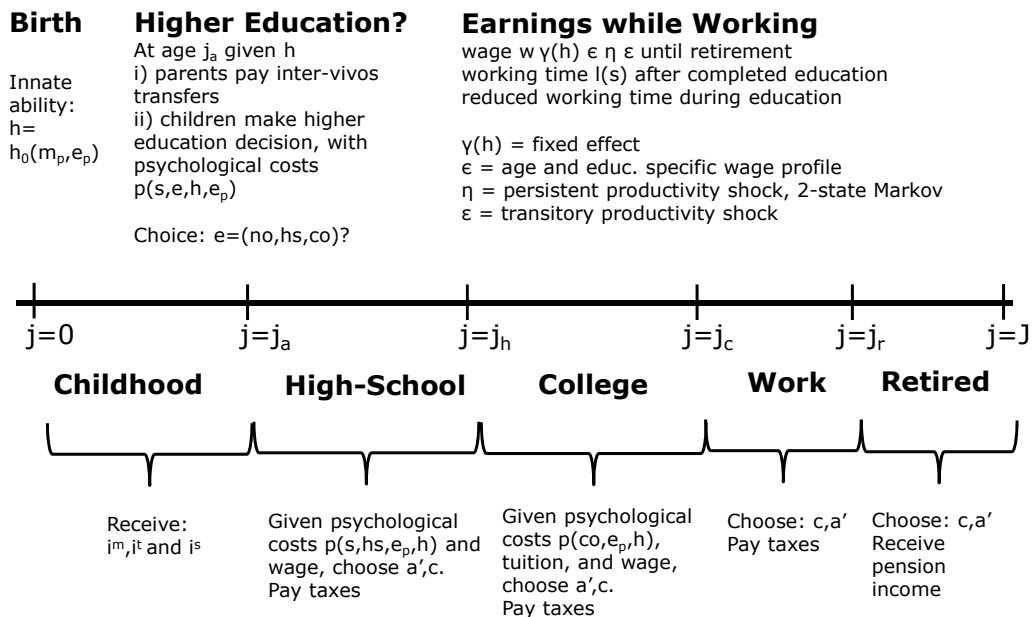 Birth
Innate
ability:
h=
h₀(mₚ,eₚ)
Higher Education?
At age jₐ given h
i) parents pay inter-vivos
transfers
ii) children make higher
education decision, with
psychological costs
p(s,e,h,eₚ)
Choice: e=(no,hs,co)?
Earnings while Working
wage w γ(h) ϵ η ε until retirement
working time l(s) after completed education
reduced working time during education
γ(h) = fixed effect
ϵ = age and educ. specific wage profile
η = persistent productivity shock, 2-state Markov
ε = transitory productivity shock
j=0
j=jₐ
j=jₕ
j=j_c
j=jᵣ
j=J
Childhood
High-School
College
Work
Retired
Receive:
iᵐ,iᵗ and iˢ
Given psychological
costs p(s,hs,eₚ,h) and
wage, choose a’,c.
Pay taxes
Given psychological
costs p(co,eₚ,h),
tuition, and wage,
choose a’,c.
Pay taxes
Choose: c,a’
Pay taxes
Choose: c,a’
Receive
pension
income